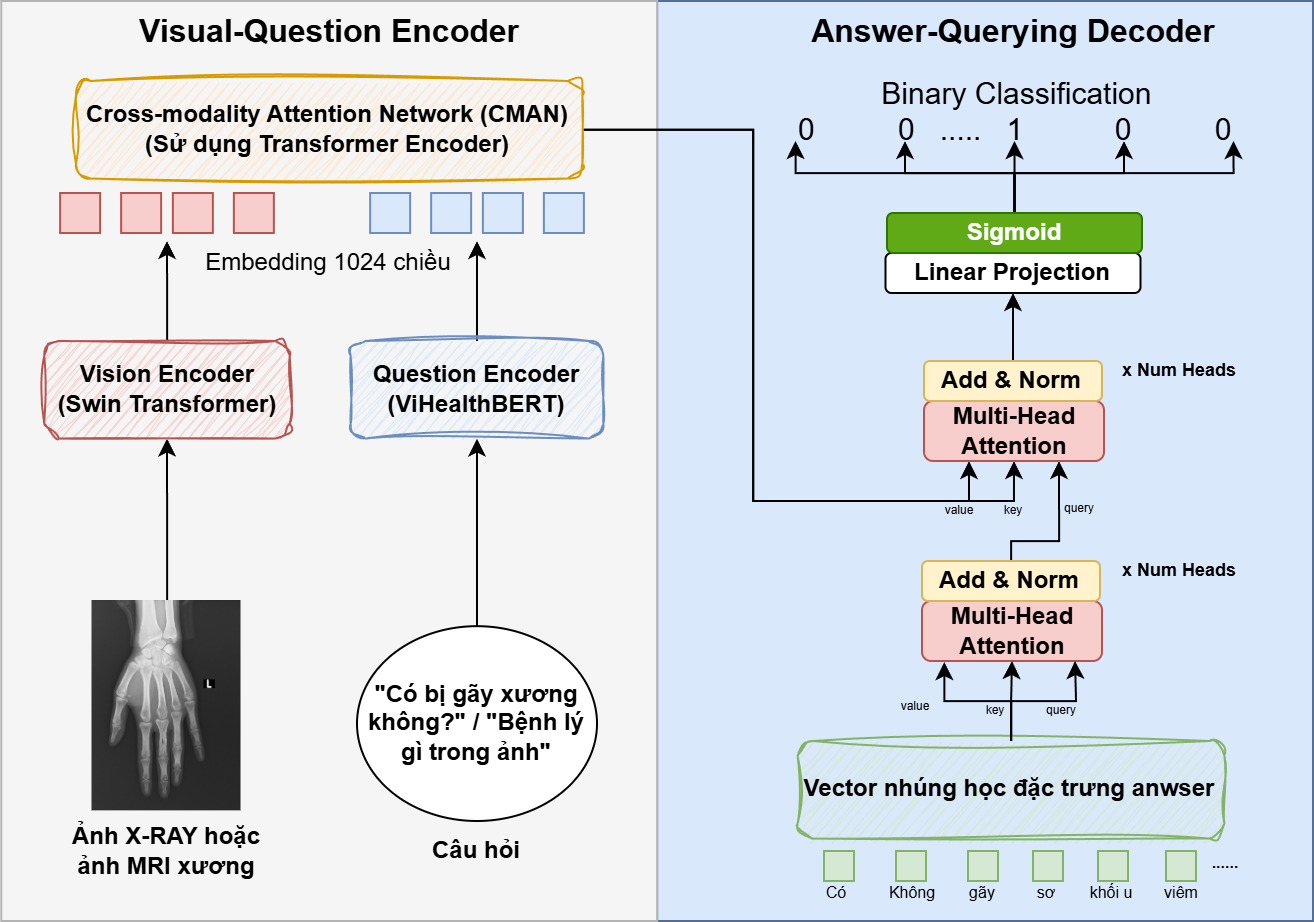 Visual-Question Encoder
Cross-modality Attention Network (CMAN)
(Sử dụng Transformer Encoder)
Embedding 1024 chiều
Vision Encoder
(Swin Transformer)
Question Encoder
(ViHealthBERT)
L
"Có bị gãy xương
không?" / "Bệnh lý
gì trong ảnh"
Ảnh X-RAY hoặc
ảnh MRI xương
Câu hỏi
Answer-Querying Decoder
Binary Classification
0 0 ..... 1 0 0
Sigmoid
Linear Projection
Add & Norm
x Num Heads
Multi-Head
Attention
value key query
Add & Norm
x Num Heads
Multi-Head
Attention
value key query
Vector nhúng học đặc trưng anwser
......
Có Không gãy sơ khối u viêm